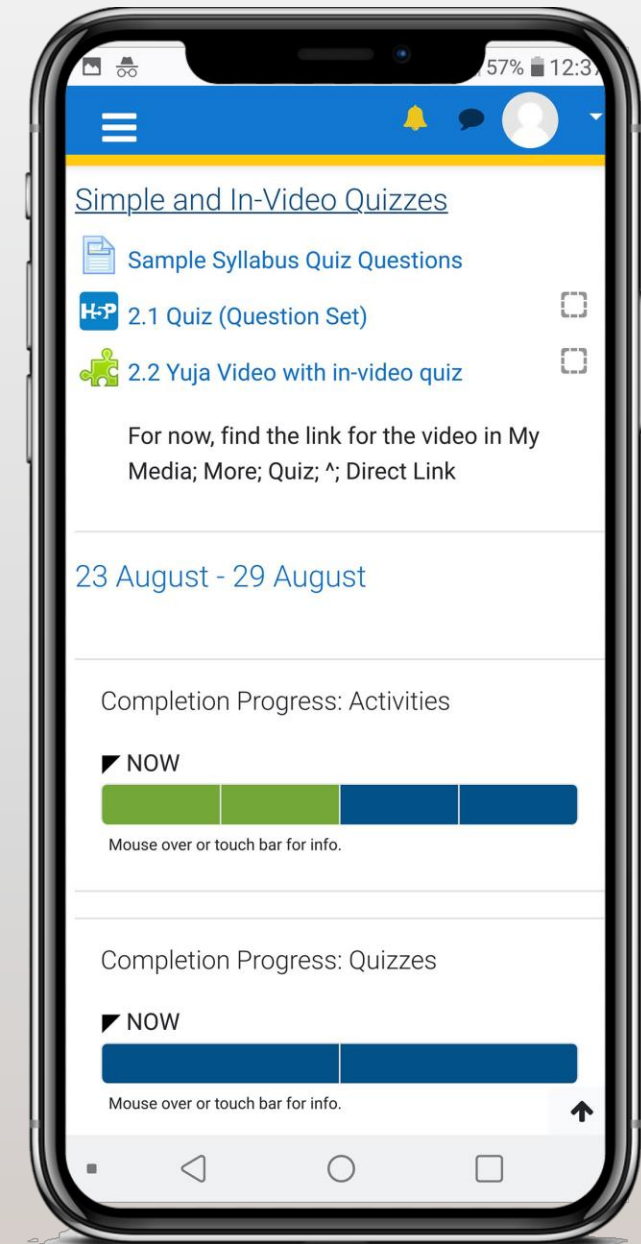 57% 12:37
Simple and In-Video Quizzes
Sample Syllabus Quiz Questions
H5P 2.1 Quiz (Question Set)
2.2 Yuja Video with in-video quiz
For now, find the link for the video in My
Media; More; Quiz; ^; Direct Link
23 August - 29 August
Completion Progress: Activities
NOW
Mouse over or touch bar for info.
Completion Progress: Quizzes
NOW
Mouse over or touch bar for info.